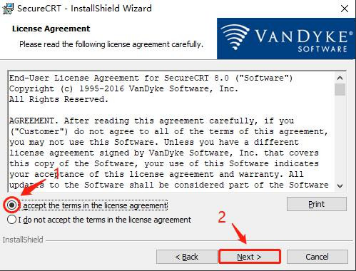 SecureCRT - InstallShield Wizard
License Agreement
Please read the following license agreement carefully.
VANDYKE
SOFTWARE
End-User License Agreement for SecureCRT 8.0 ("Software")
Copyright (c) 1995-2016 VanDyke Software, Inc.
All Rights Reserved.
AGREEMENT. After reading this agreement carefully, if you
("Customer") do not agree to all of the terms of this agreement,
you may not use this Software. Unless you have a different
license agreement signed by VanDyke Software, Inc. that covers
this copy of the Software, your use of this Software indicates
your acceptance of this license agreement and warranty. All
updates to the Software shall be considered part of the Software
1
I accept the terms in the license agreement
Print
I do not accept the terms in the license agreement
2
InstallShield
< Back
Next >
Cancel